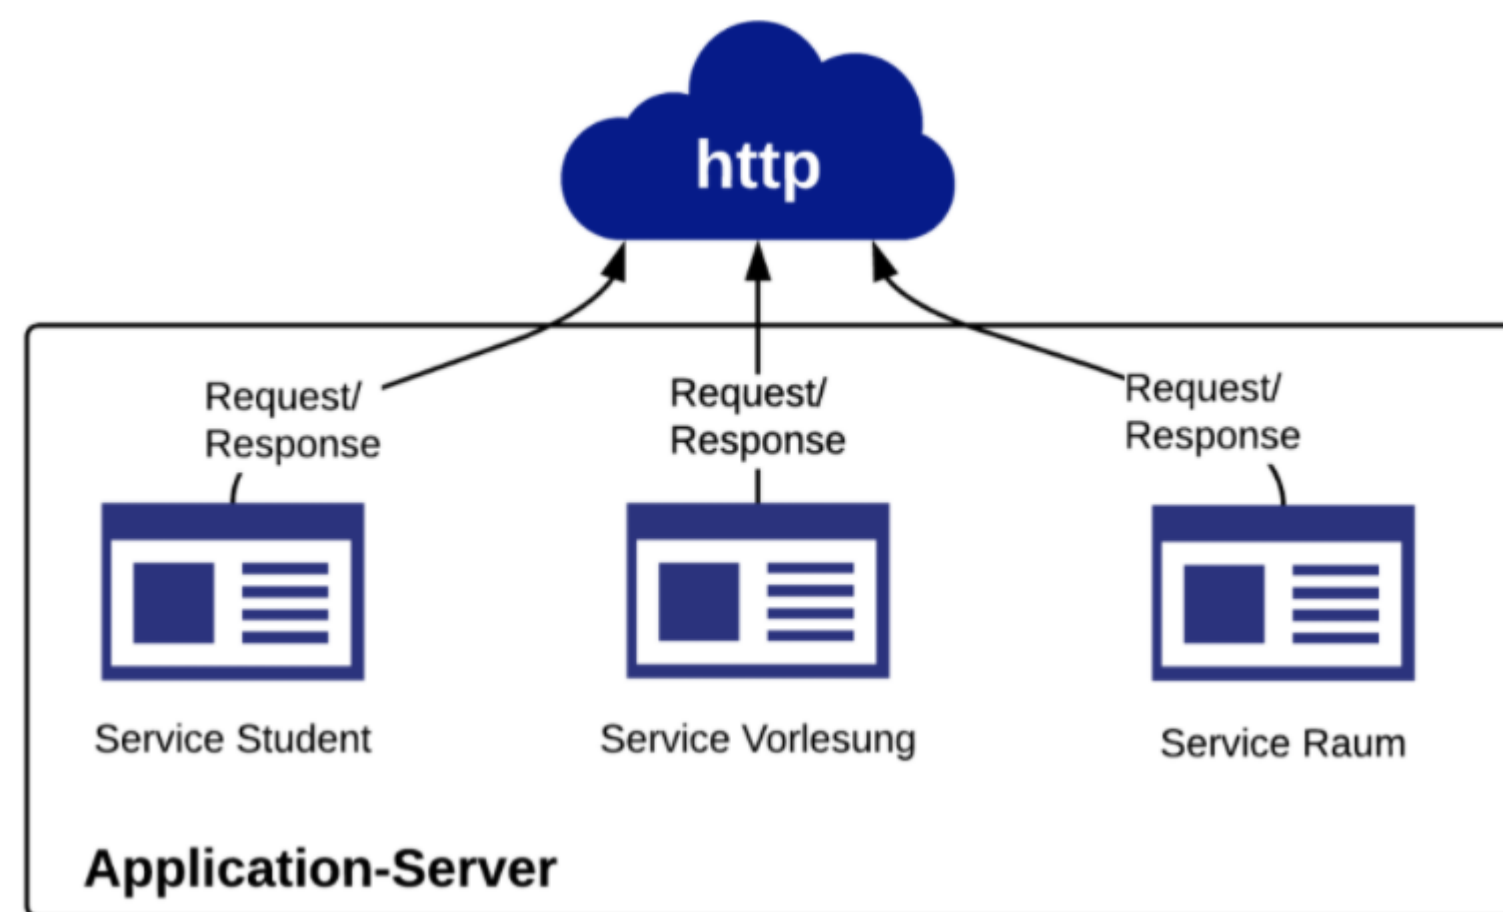 http
Request/
Response
Request/
Response
Request/
Response
Service Student
Service Vorlesung
Service Raum
Application-Server